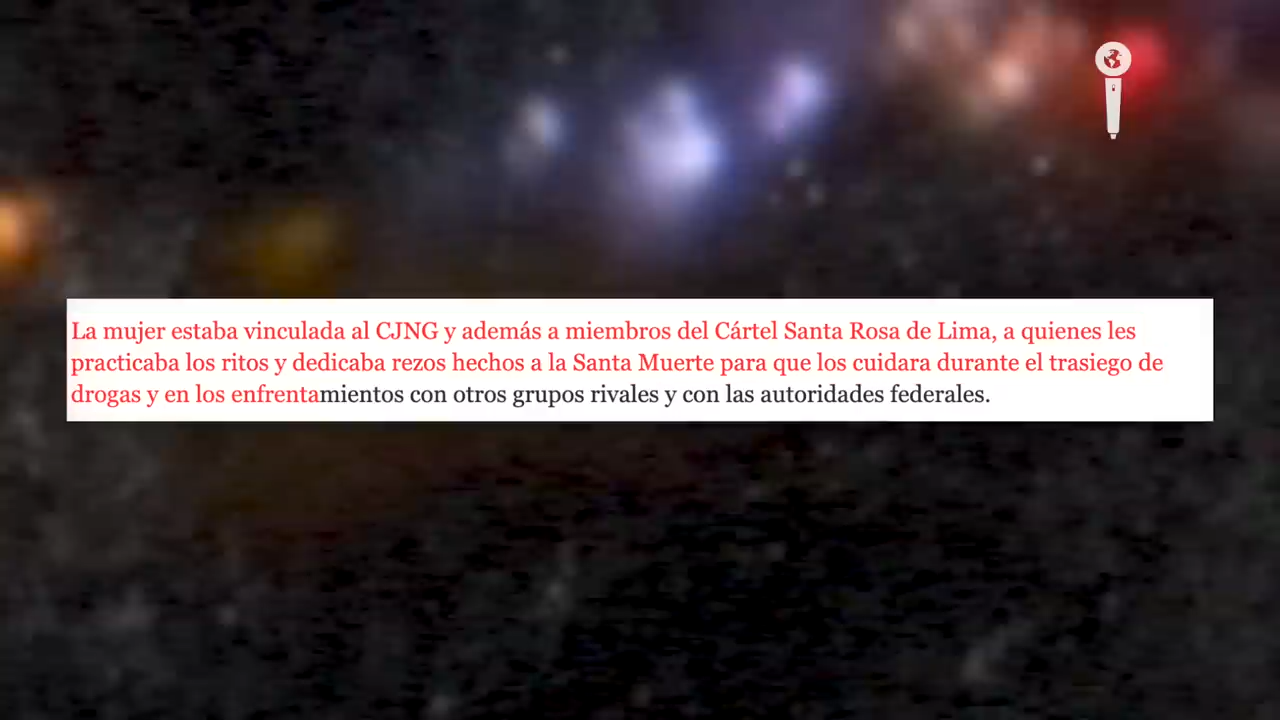 La mujer estaba vinculada al CJNG y además a miembros del Cártel Santa Rosa de Lima, a quienes les
practicaba los ritos y dedicaba rezos hechos a la Santa Muerte para que los cuidara durante el trasiego de
drogas y en los enfrentamientos con otros grupos rivales y con las autoridades federales.